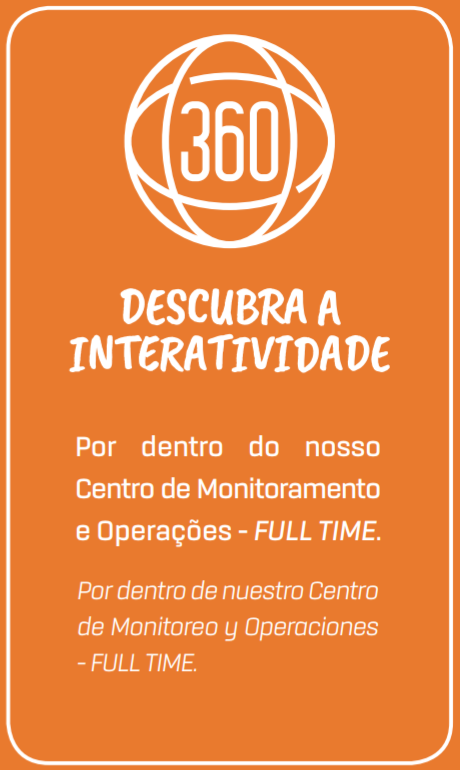 360
DESCUBRA A
INTERATIVIDADE
Por dentro do nosso
Centro de Monitoramento
e Operações - FULL TIME.
Por dentro de nuestro Centro
de Monitoreo y Operaciones
- FULL TIME.